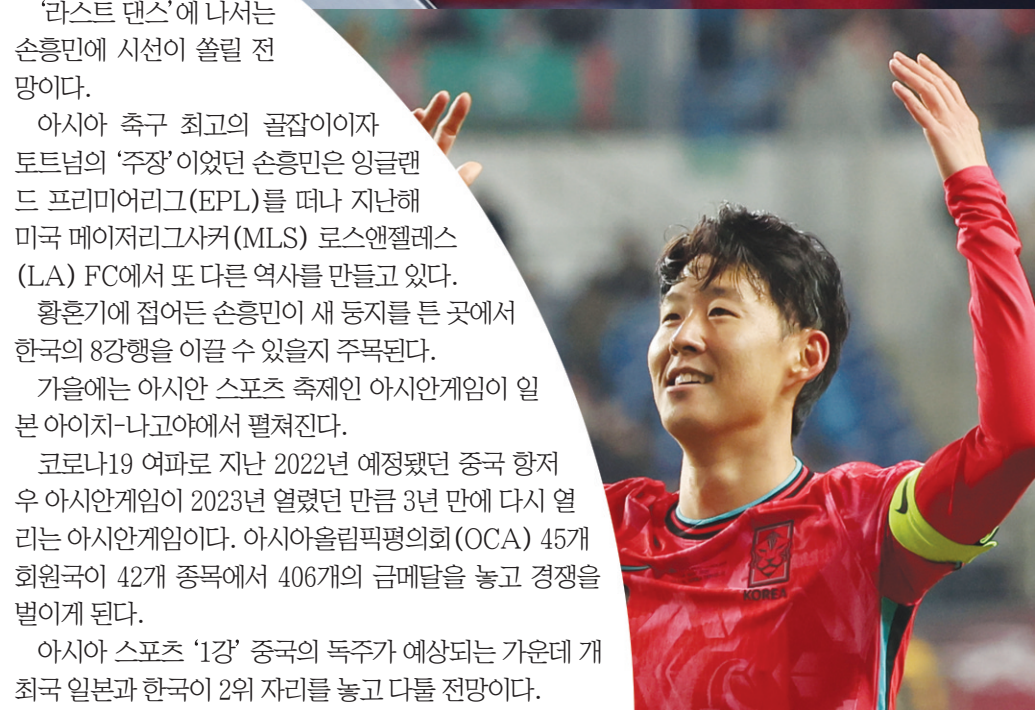 ‘라스트 댄스’에 나서는
손흥민에 시선이 쏠릴 전
망이다.
아시아 축구 최고의 골잡이이자
토트넘의 ‘주장’이었던 손흥민은 잉글랜
드 프리미어리그(EPL)를 떠나 지난해
미국 메이저리그사커(MLS) 로스앤젤레스
(LA) FC에서 또 다른 역사를 만들고 있다.
황혼기에 접어든 손흥민이 새 둥지를 튼 곳에서
한국의 8강행을 이끌 수 있을지 주목된다.
가을에는 아시안 스포츠 축제인 아시안게임이 일
본 아이치-나고야에서 펼쳐진다.
코로나19 여파로 지난 2022년 예정됐던 중국 항저
우 아시안게임이 2023년 열렸던 만큼 3년 만에 다시 열
리는 아시안게임이다. 아시아올림픽평의회(OCA) 45개
회원국이 42개 종목에서 406개의 금메달을 놓고 경쟁을
벌이게 된다.
아시아 스포츠 ‘1강’ 중국의 독주가 예상되는 가운데 개
최국 일본과 한국이 2위 자리를 놓고 다툴 전망이다.
KOREA